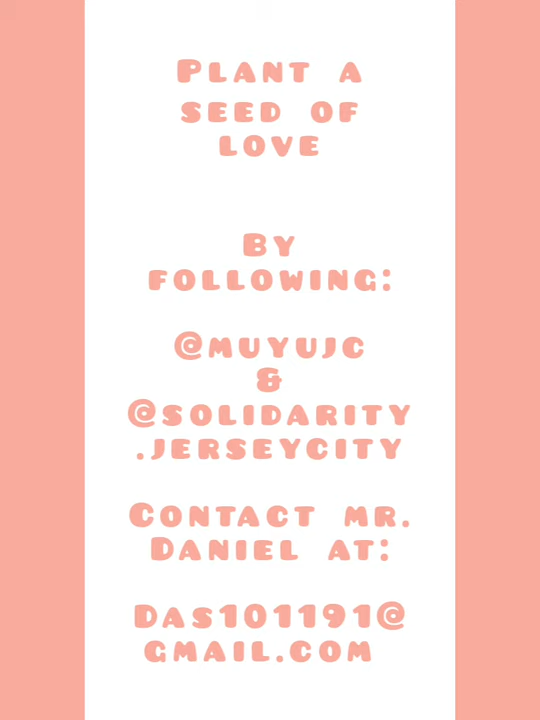 Plant a
seed of
love
By
following:
@muyujc
&
@solidarity
.jerseycity
Contact mr.
Daniel at:
Das101191@
gmail.com